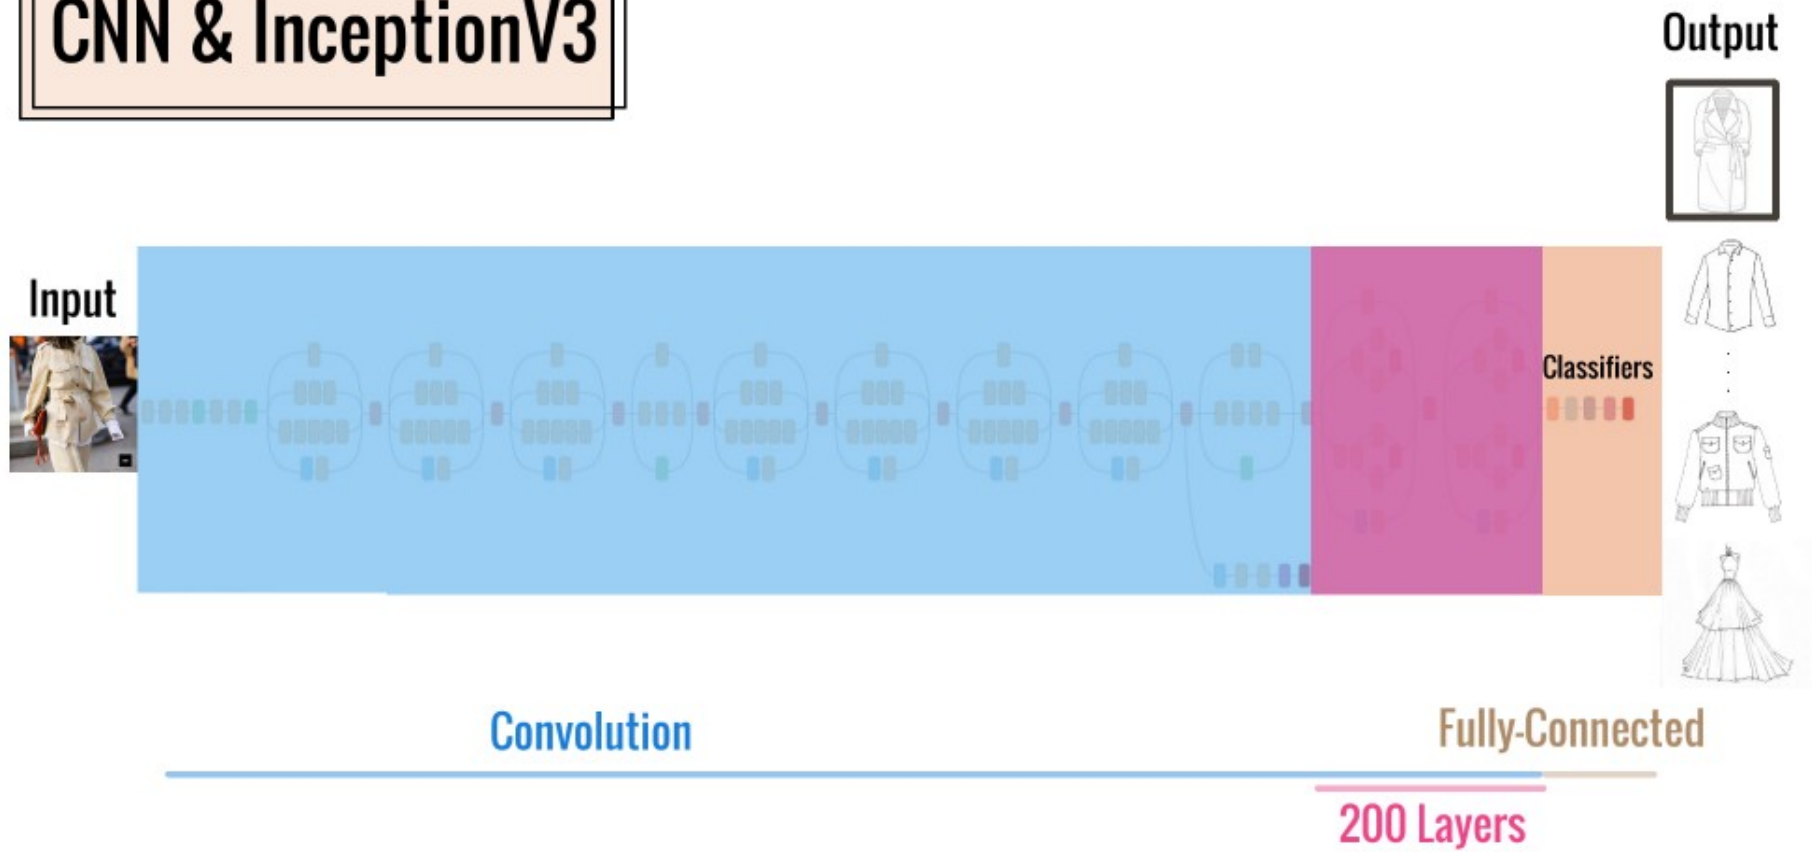 CNN & InceptionV3
Output
Input
Classifiers
Convolution
Fully-Connected
200 Layers